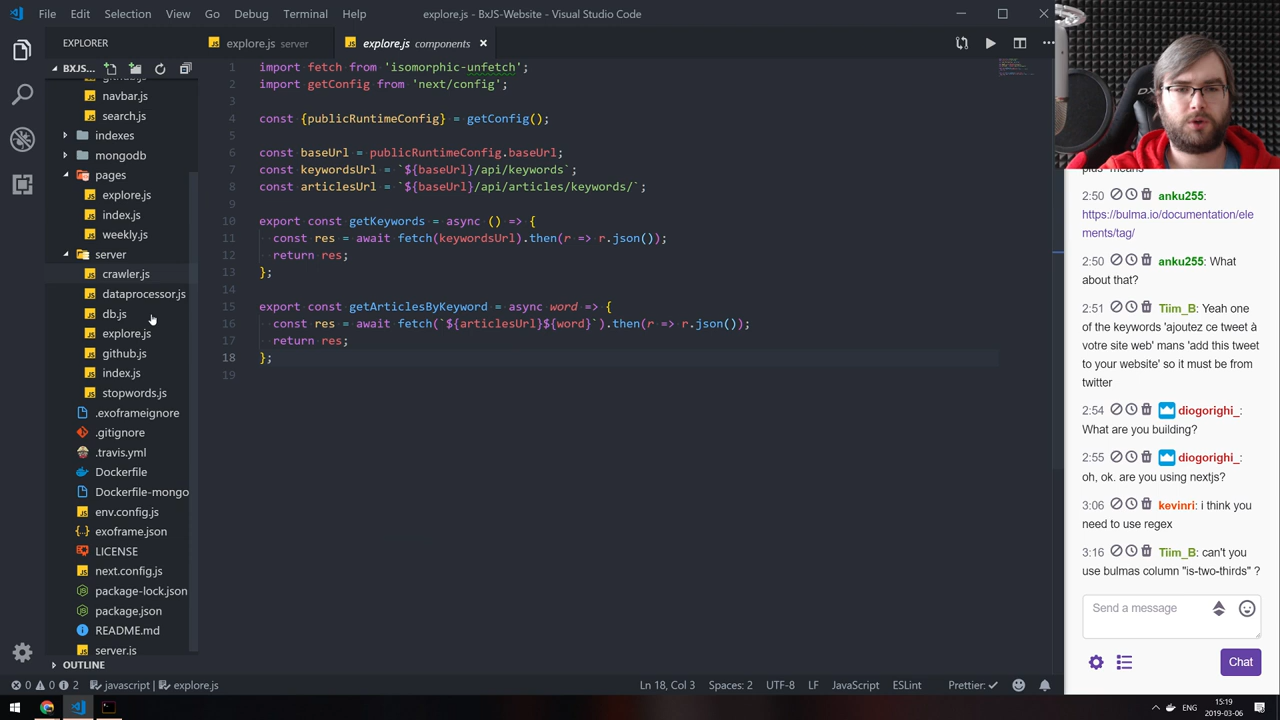 File Edit Selection View Go Debug Terminal Help explore.js - BxJS-Website - Visual Studio Code
EXPLORER
explore.js server
explore.js components
BXJS...
navbar.js
search.js
indexes
mongodb
pages
explore.js
index.js
weekly.js
server
crawler.js
dataprocessor.js
db.js
explore.js
github.js
index.js
stopwords.js
.exoframeignore
.gitignore
.travis.yml
Dockerfile
Dockerfile-mongo
env.config.js
exoframe.json
LICENSE
next.config.js
package-lock.json
package.json
README.md
server.js
OUTLINE
1 import fetch from 'isomorphic-unfetch';
2 import getConfig from 'next/config';
3
4 const {publicRuntimeConfig} = getConfig();
5
6 const baseUrl = publicRuntimeConfig.baseUrl;
7 const keywordsUrl = `${baseUrl}/api/keywords`;
8 const articlesUrl = `${baseUrl}/api/articles/keywords/`;
9
10 export const getKeywords = async () => {
11 const res = await fetch(keywordsUrl).then(r => r.json());
12 return res;
13 };
14
15 export const getArticlesByKeyword = async word => {
16 const res = await fetch(`${articlesUrl}${word}`).then(r => r.json());
17 return res;
18 };
19
2:50 anku255:
https://bulma.io/documentation/ele
ments/tag/
2:50 anku255: What
about that?
2:51 Tiim_B: Yeah one
of the keywords 'ajoutez ce tweet à
votre site web' mans 'add this tweet
to your website' so it must be from
twitter
2:54 diogorighi_:
What are you building?
2:55 diogorighi_:
oh, ok. are you using nextjs?
3:06 kevinri: i think you
need to use regex
3:16 Tiim_B: can't you
use bulmas column "is-two-thirds" ?
Send a message
Chat
0 0 2 javascript | explore.js Ln 18, Col 3 Spaces: 2 UTF-8 LF JavaScript ESLint Prettier: ✓
ENG
15:19
2019-03-06